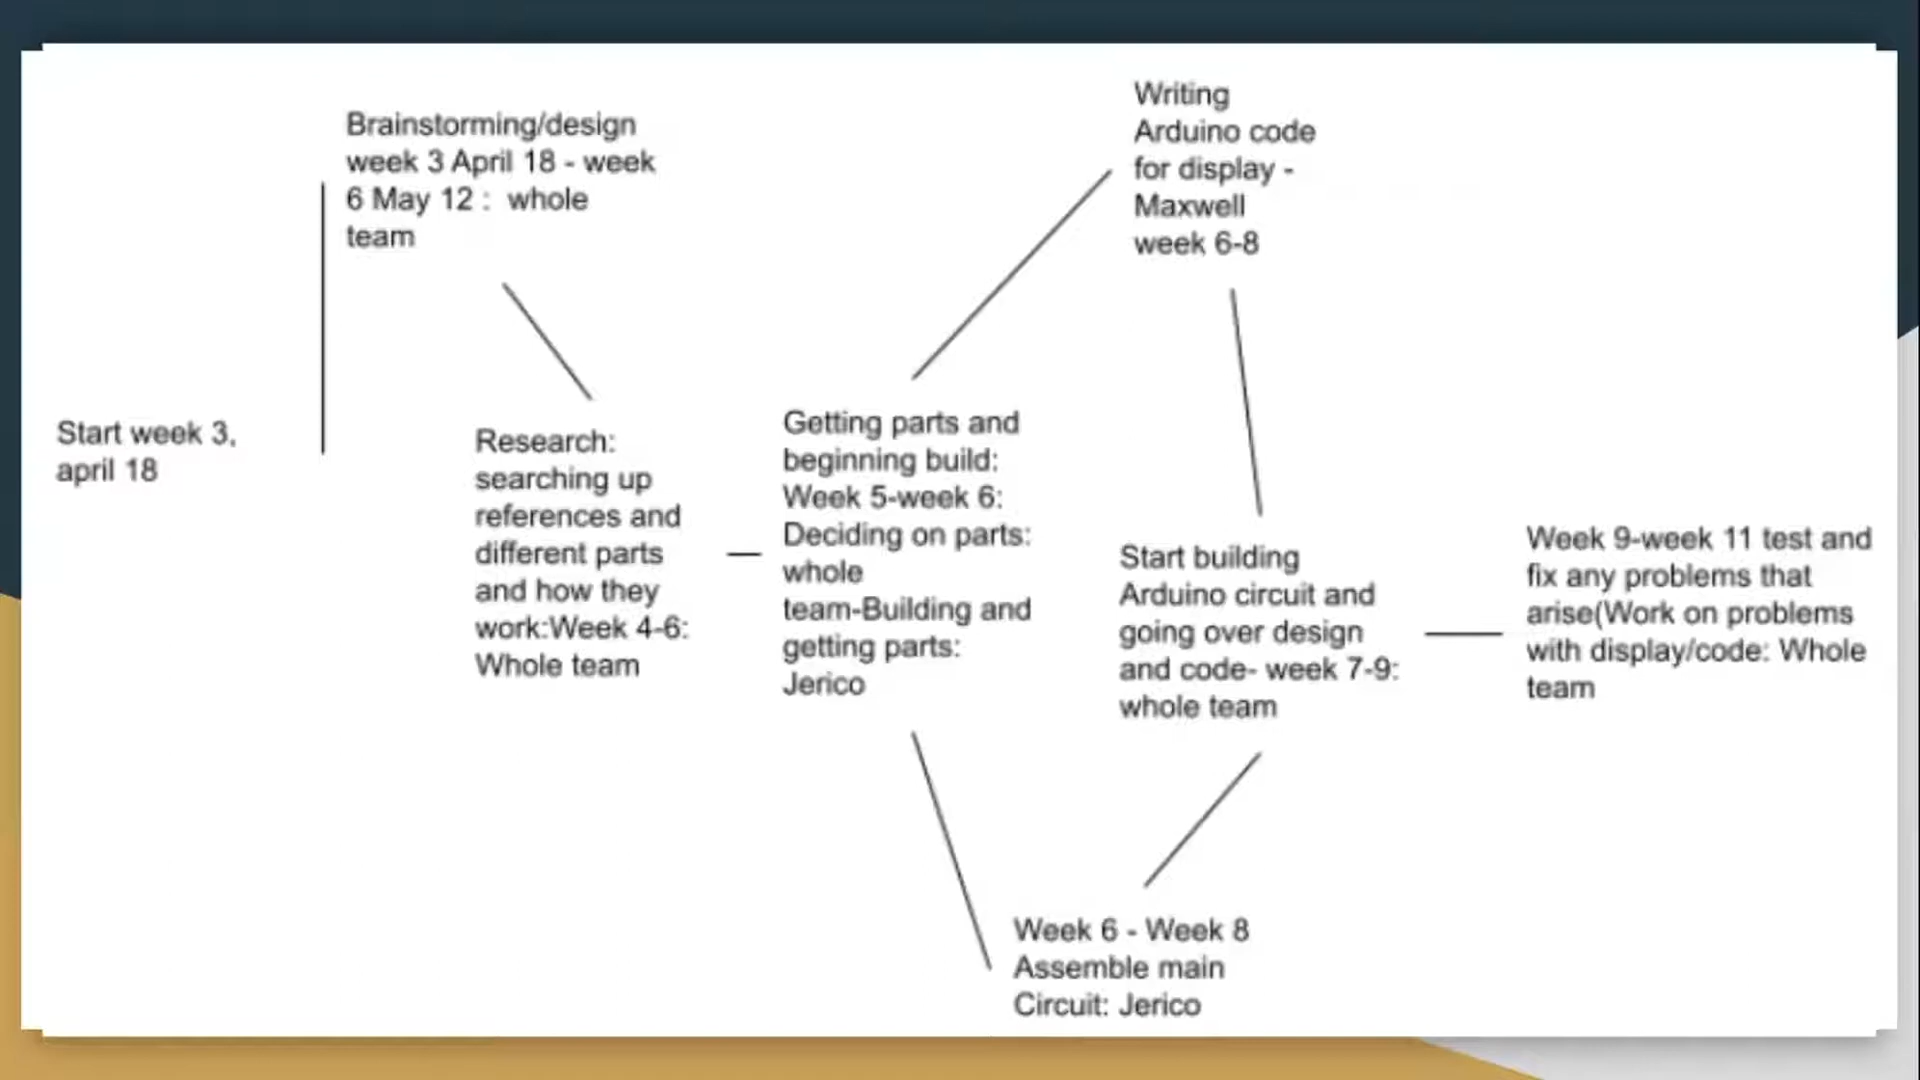 Start week 3,
april 18
Brainstorming/design
week 3 April 18 - week
6 May 12 :  whole
team
Research:
searching up
references and
different parts
and how they
work:Week 4-6:
Whole team
Getting parts and
beginning build:
Week 5-week 6:
Deciding on parts:
whole
team-Building and
getting parts:
Jerico
Writing
Arduino code
for display -
Maxwell
week 6-8
Start building
Arduino circuit and
going over design
and code- week 7-9:
whole team
Week 6 - Week 8
Assemble main
Circuit: Jerico
Week 9-week 11 test and
fix any problems that
arise(Work on problems
with display/code: Whole
team